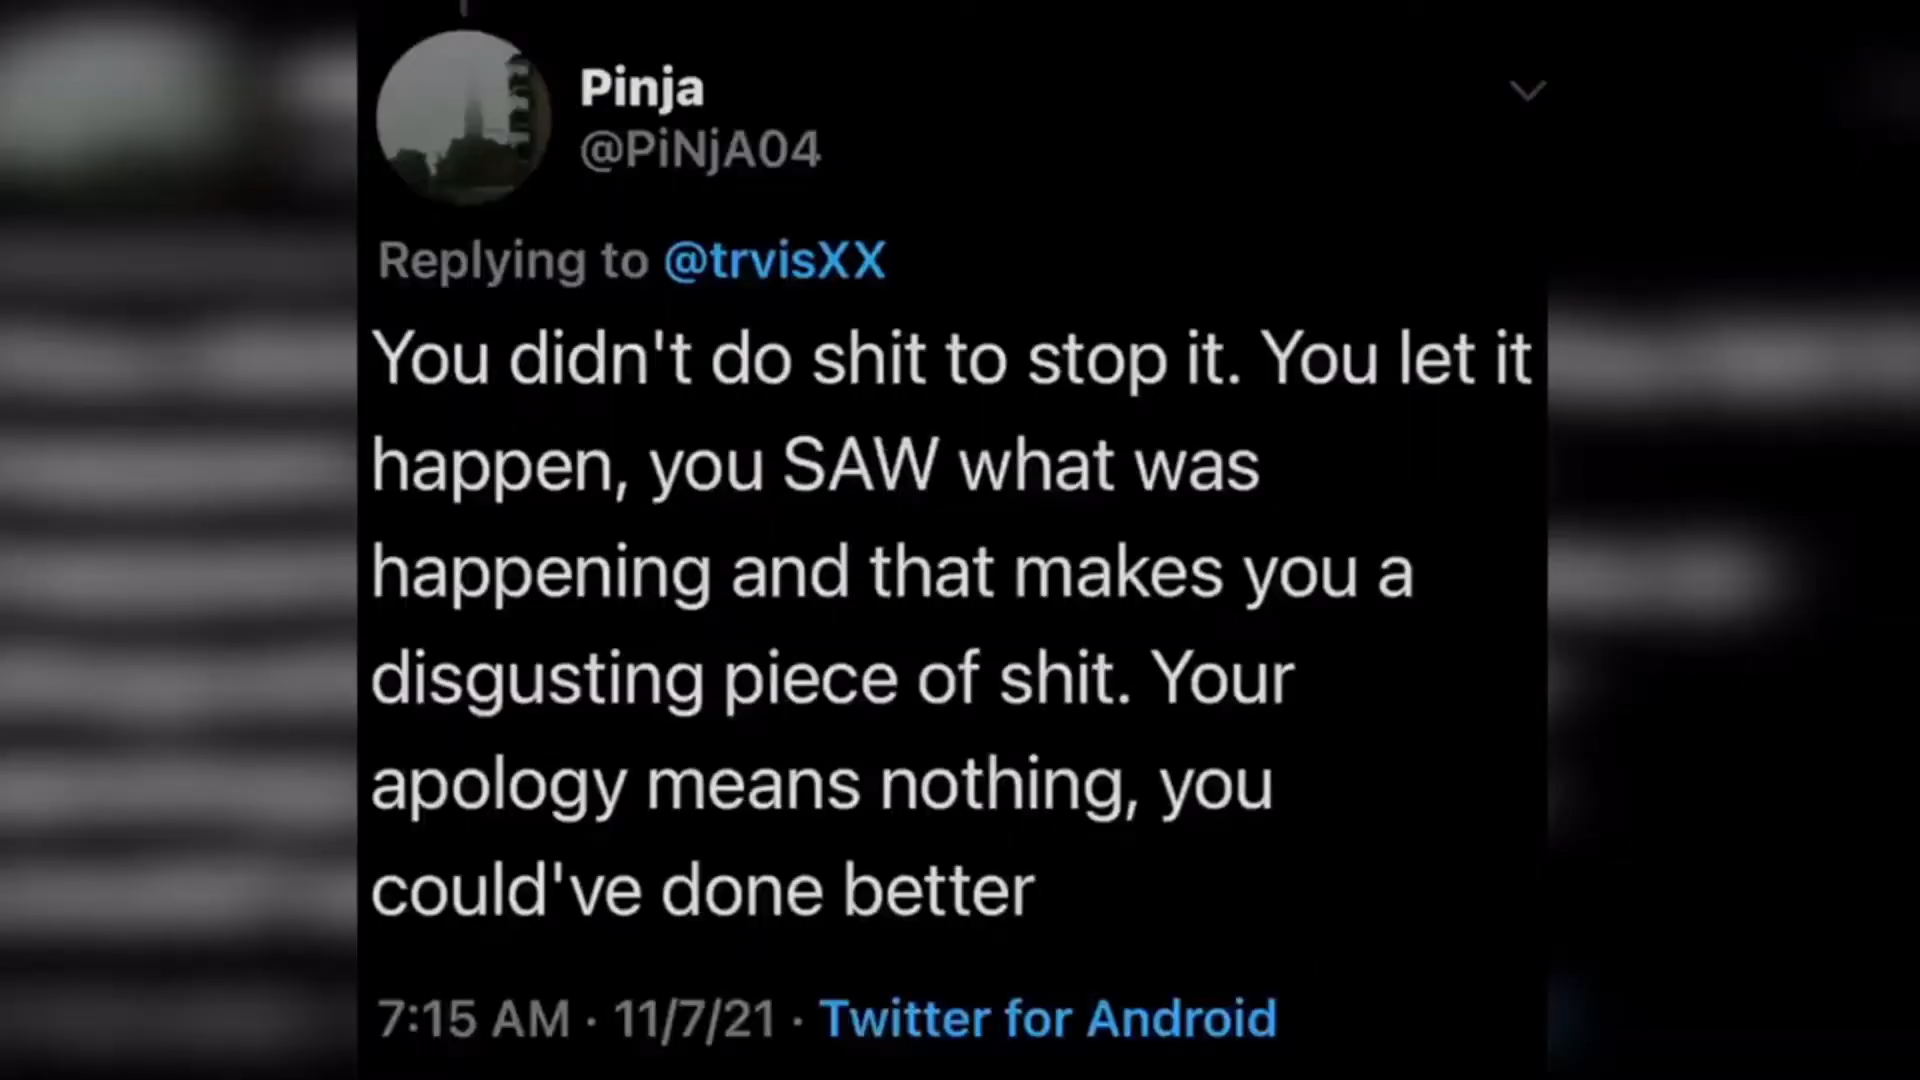 Pinja
@PiNjA04
Replying to @trvisXX
You didn't do shit to stop it. You let it
happen, you SAW what was
happening and that makes you a
disgusting piece of shit. Your
apology means nothing, you
could've done better
7:15 AM · 11/7/21 · Twitter for Android